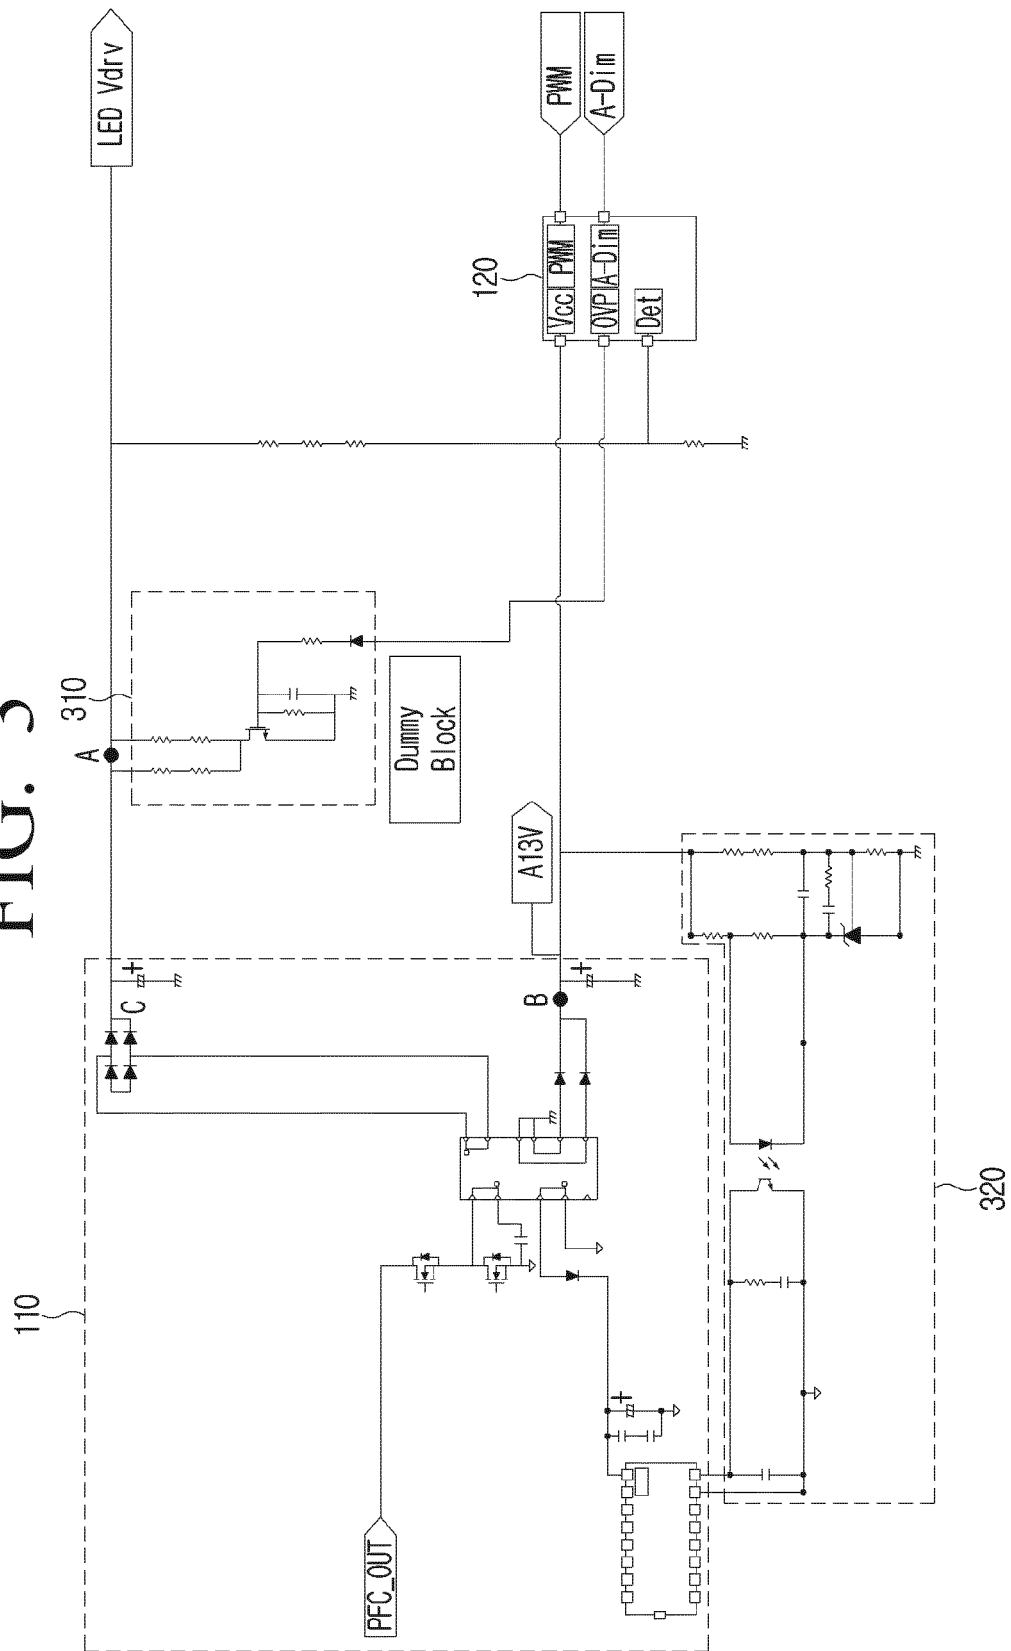 FIG. 3
LED Vdrv
PWM
A-Dim
120
Vcc
PWM
OVP
A-Dim
Det
310
A
Dummy
Block
A13V
C
B
110
320
PFC_OUT